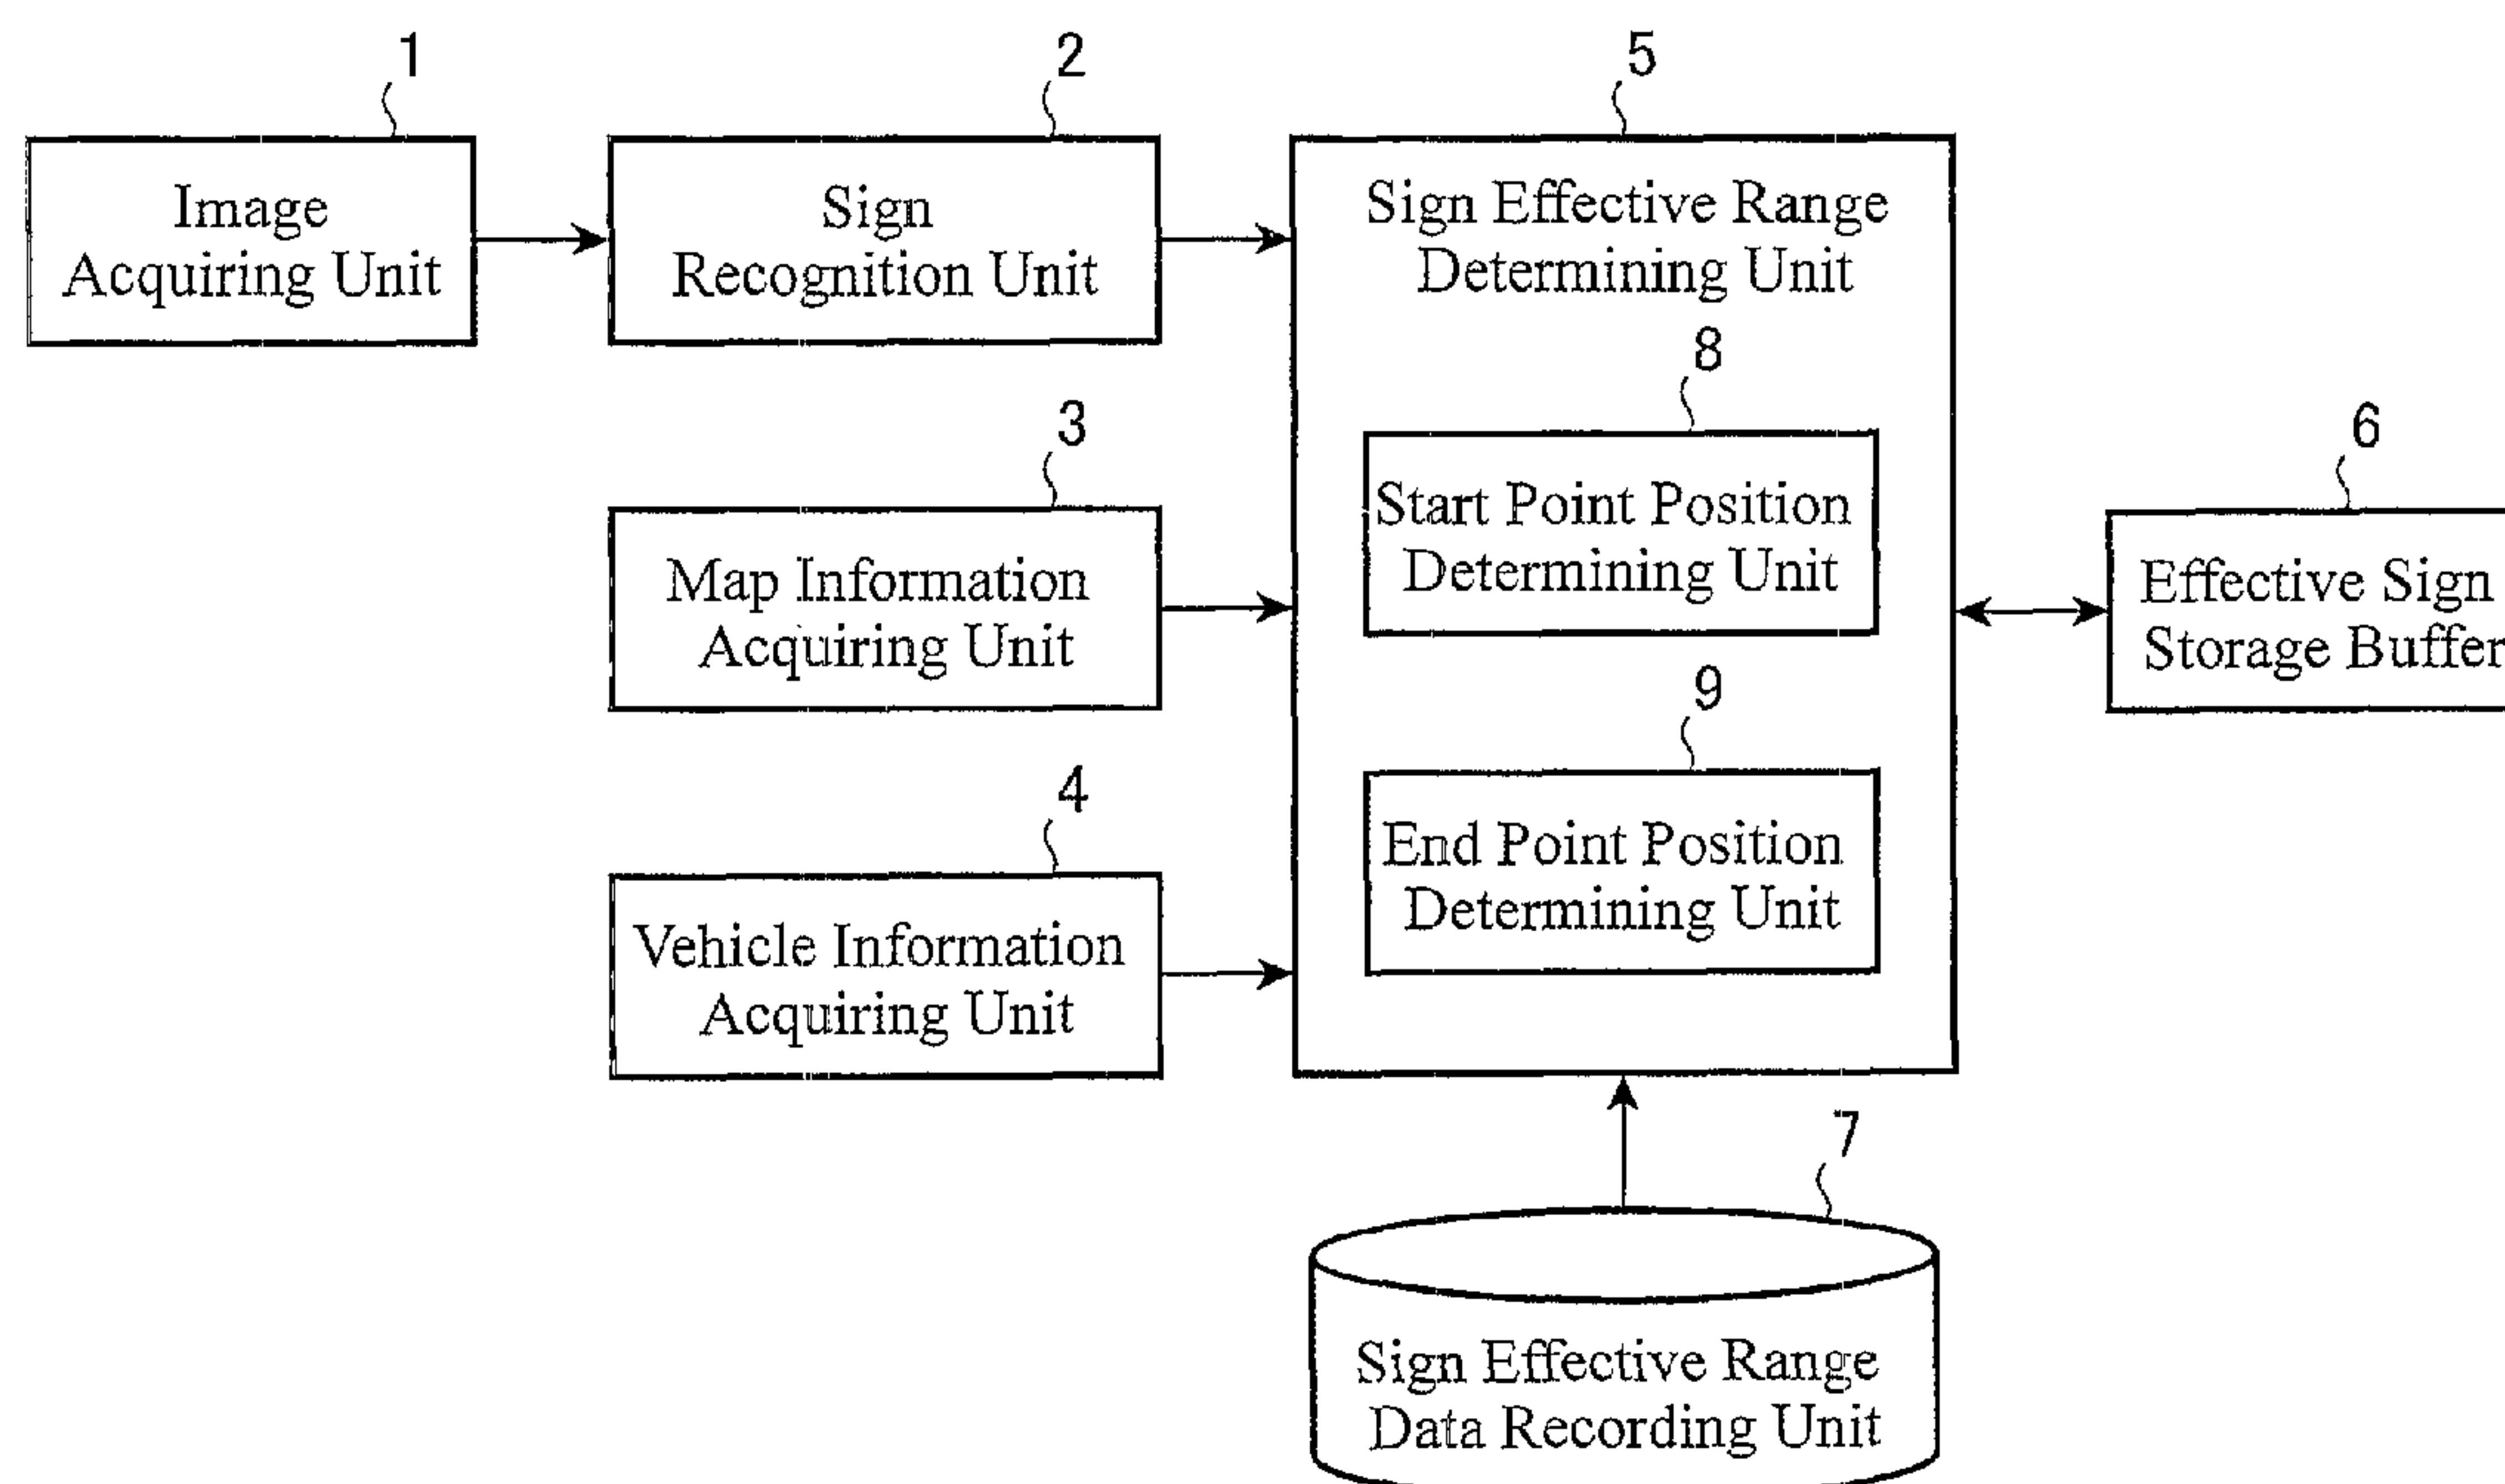 1
Image
Acquiring Unit
2
Sign
Recognition Unit
3
Map Information
Acquiring Unit
4
Vehicle Information
Acquiring Unit
5
Sign Effective Range
Determining Unit
8
Start Point Position
Determining Unit
9
End Point Position
Determining Unit
6
Effective Sign
Storage Buffer
7
Sign Effective Range
Data Recording Unit